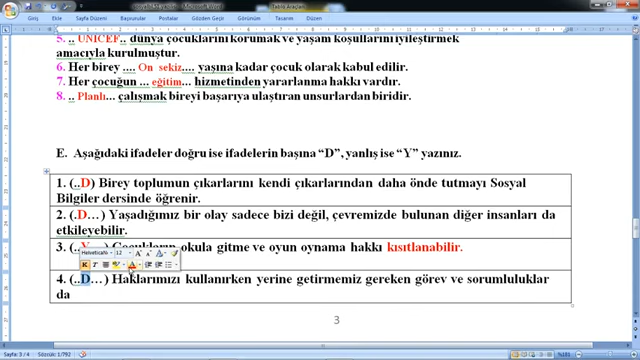 Microsoft Word
Tablo Araçları
Giriş Ekle Sayfa Düzeni Başvurular Postalar Gözden Geçir Görünüm Tasarım Düzen
5. .. UNICEF.. dünya çocuklarını korumak ve yaşam koşullarını iyileştirmek
amacıyla kurulmuştur.
6. Her birey .... On sekiz.... yaşına kadar çocuk olarak kabul edilir.
7. Her çocuğun ... eğitim... hizmetinden yararlanma hakkı vardır.
8. .. Planlı... çalışmak bireyi başarıya ulaştıran unsurlardan biridir.
E. Aşağıdaki ifadeler doğru ise ifadelerin başına “D”, yanlış ise “Y” yazınız.
1. (..D) Birey toplumun çıkarlarını kendi çıkarlarından daha önde tutmayı Sosyal
Bilgiler dersinde öğrenir.
2. (.D…) Yaşadığımız bir olay sadece bizi değil, çevremizde bulunan diğer insanları da
etkileyebilir.
3. (..Y…) Çocukların okula gitme ve oyun oynama hakkı kısıtlanabilir.
12
K T
4. (..D…) Haklarımızı kullanırken yerine getirmemiz gereken görev ve sorumluluklar
da
3
Sayfa: 3 / 4 Sözcük: 1/792 %181